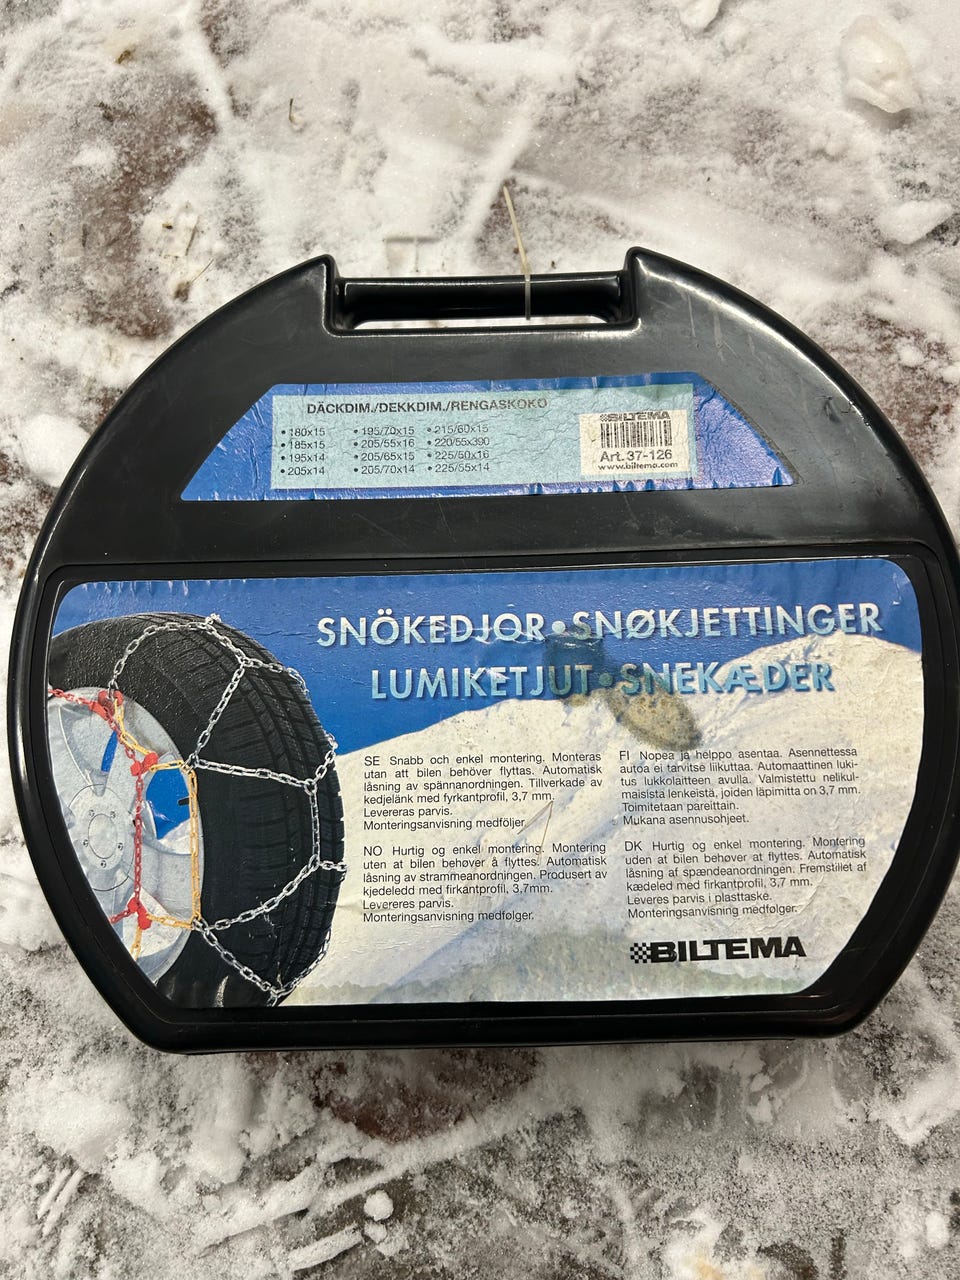 DÄCKDIM./DEKKDIM./RENGASKOKO
• 180x15 • 195/70x15 • 215/60x15
• 185x15 • 205/55x16 • 220/55x390
• 195x14 • 205/65x15 • 225/50x16
• 205x14 • 205/70x14 • 225/55x14
BILTEMA
Art. 37-126
www.biltema.com
SNÖKEDJOR • SNØKJETTINGER
LUMIKETJUT • SNEKÆDER
SE Snabb och enkel montering. Monteras
utan att bilen behöver flyttas. Automatisk
låsning av spännanordningen. Tillverkade av
kedjelänk med fyrkantprofil, 3,7 mm.
Levereras parvis.
Monteringsanvisning medföljer.
NO Hurtig og enkel montering. Montering
uten at bilen behøver å flyttes. Automatisk
låsning av strammeanordningen. Produsert av
kjedeledd med firkantprofil, 3,7mm.
Levereres parvis.
Monteringsanvisning medfølger.
FI Nopea ja helppo asentaa. Asennettessa
autoa ei tarvitse liikuttaa. Automaattinen luki-
tus lukkolaitteen avulla. Valmistettu nelikul-
maisistä lenkeistä, joiden läpimitta on 3,7 mm.
Toimitetaan pareittain.
Mukana asennusohjeet.
DK Hurtig og enkel montering. Montering
uden at bilen behøver at flyttes. Automatisk
låsning af spændeanordningen. Fremstillet af
kædeled med firkantprofil, 3,7 mm.
Leveres parvis i plasttaske.
Monteringsanvisning medfølger.
BILTEMA